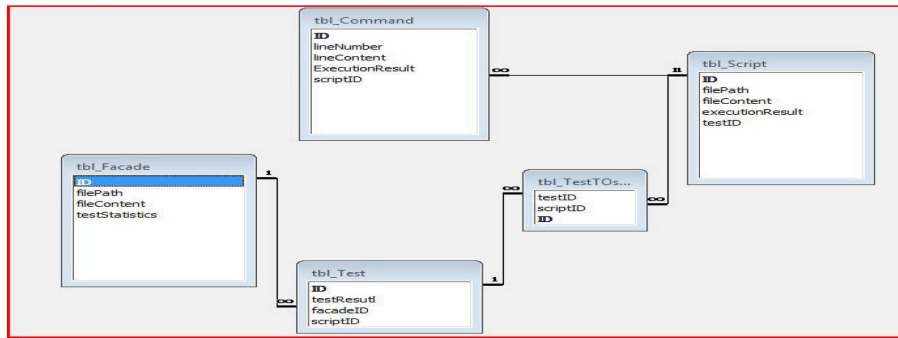 tbl_Command
ID
lineNumber
lineContent
ExecutionResult
scriptID
∞
1
tbl_Script
ID
filePath
fileContent
executionResult
testID
tbl_Facade
ID
filePath
fileContent
testStatistics
1
∞
tbl_TestTOs...
testID
scriptID
ID
∞
∞
tbl_Test
ID
testResutl
facadeID
scriptID
1